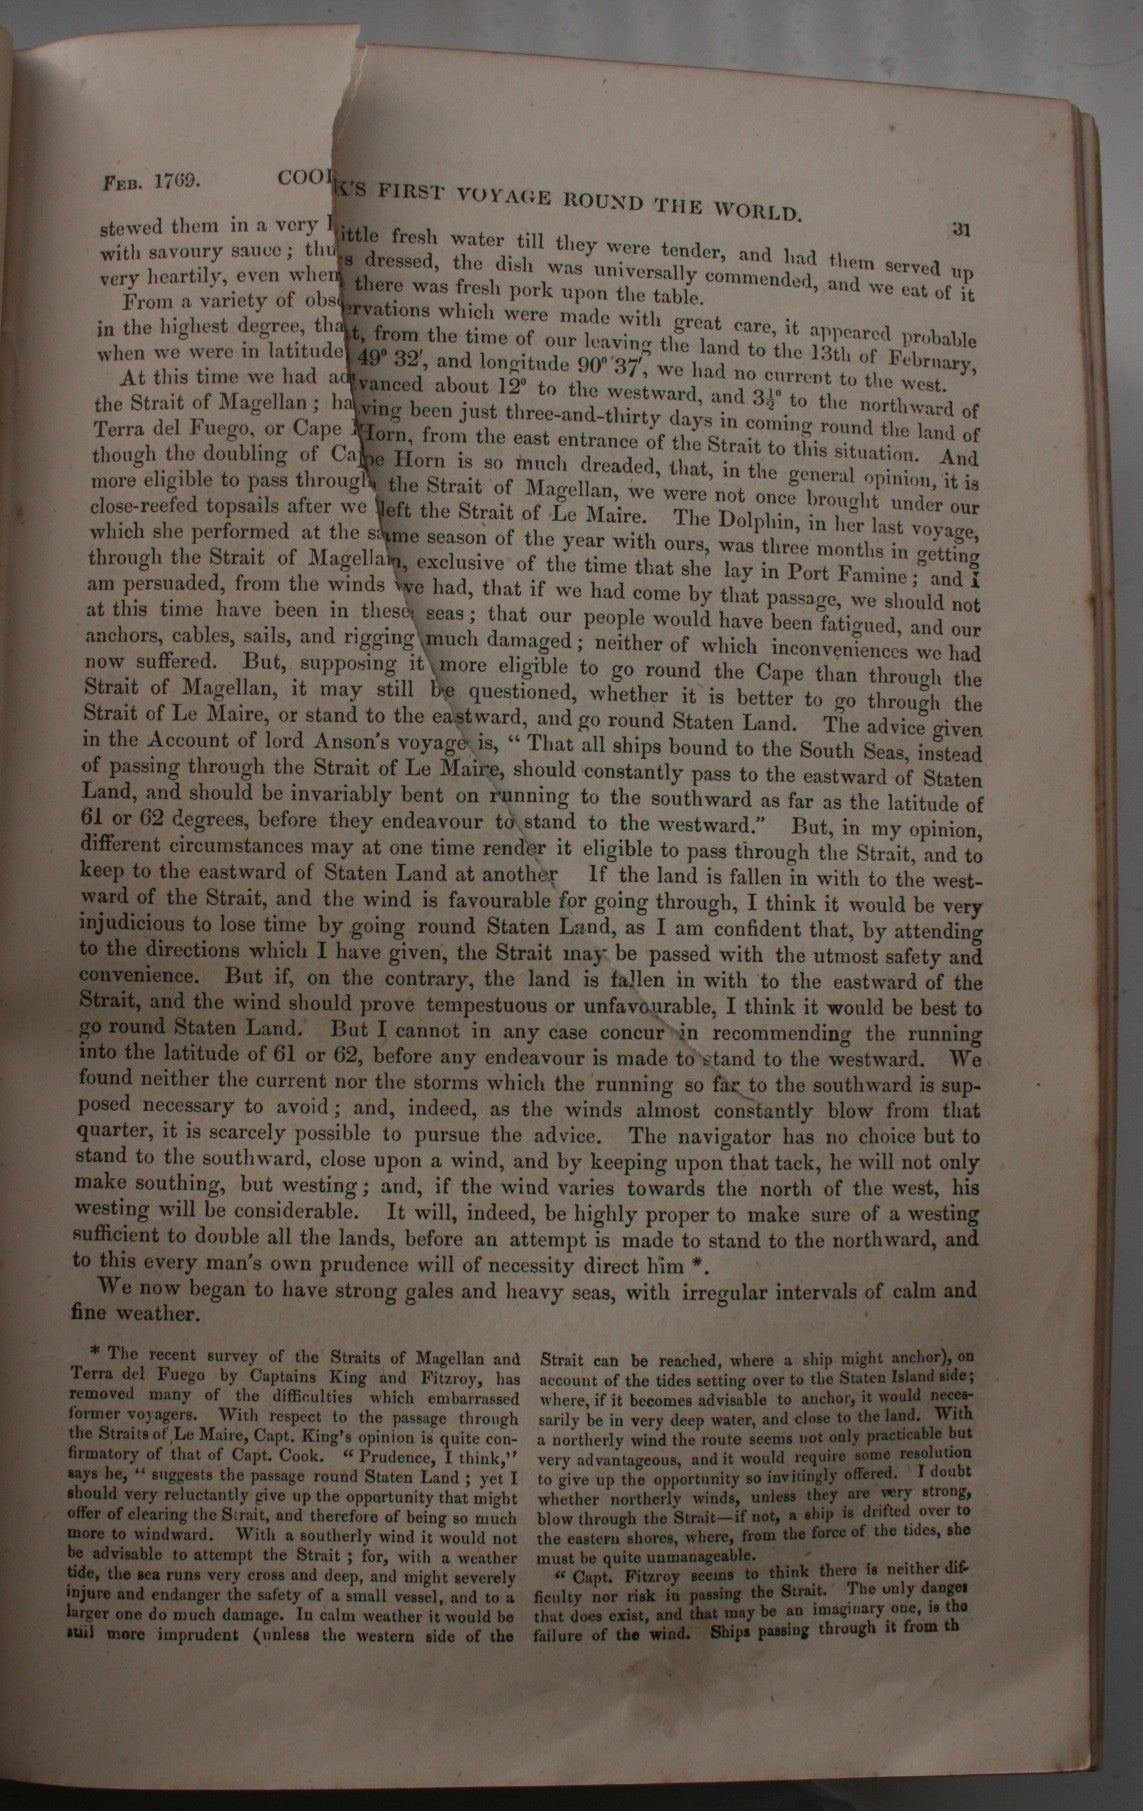 FEB. 1769. COOK'S FIRST VOYAGE ROUND THE WORLD. 31
stewed them in a very little fresh water till they were tender, and had them served up
with savoury sauce; thus dressed, the dish was universally commended, and we eat of it
very heartily, even when there was fresh pork upon the table.
From a variety of observations which were made with great care, it appeared probable
in the highest degree, that, from the time of our leaving the land to the 13th of February,
when we were in latitude 49° 32', and longitude 90° 37', we had no current to the west.
At this time we had advanced about 12° to the westward, and 3½° to the northward of
the Strait of Magellan; having been just three-and-thirty days in coming round the land of
Terra del Fuego, or Cape Horn, from the east entrance of the Strait to this situation. And
though the doubling of Cape Horn is so much dreaded, that, in the general opinion, it is
more eligible to pass through the Strait of Magellan, we were not once brought under our
close-reefed topsails after we left the Strait of Le Maire. The Dolphin, in her last voyage,
which she performed at the same season of the year with ours, was three months in getting
through the Strait of Magellan, exclusive of the time that she lay in Port Famine; and I
am persuaded, from the winds we had, that if we had come by that passage, we should not
at this time have been in these seas; that our people would have been fatigued, and our
anchors, cables, sails, and rigging much damaged; neither of which inconveniences we had
now suffered. But, supposing it more eligible to go round the Cape than through the
Strait of Magellan, it may still be questioned, whether it is better to go through the
Strait of Le Maire, or stand to the eastward, and go round Staten Land. The advice given
in the Account of lord Anson's voyage is, “ That all ships bound to the South Seas, instead
of passing through the Strait of Le Maire, should constantly pass to the eastward of Staten
Land, and should be invariably bent on running to the southward as far as the latitude of
61 or 62 degrees, before they endeavour to stand to the westward.” But, in my opinion,
different circumstances may at one time render it eligible to pass through the Strait, and to
keep to the eastward of Staten Land at another If the land is fallen in with to the west-
ward of the Strait, and the wind is favourable for going through, I think it would be very
injudicious to lose time by going round Staten Land, as I am confident that, by attending
to the directions which I have given, the Strait may be passed with the utmost safety and
convenience. But if, on the contrary, the land is fallen in with to the eastward of the
Strait, and the wind should prove tempestuous or unfavourable, I think it would be best to
go round Staten Land. But I cannot in any case concur in recommending the running
into the latitude of 61 or 62, before any endeavour is made to stand to the westward. We
found neither the current nor the storms which the running so far to the southward is sup-
posed necessary to avoid; and, indeed, as the winds almost constantly blow from that
quarter, it is scarcely possible to pursue the advice. The navigator has no choice but to
stand to the southward, close upon a wind, and by keeping upon that tack, he will not only
make southing, but westing; and, if the wind varies towards the north of the west, his
westing will be considerable. It will, indeed, be highly proper to make sure of a westing
sufficient to double all the lands, before an attempt is made to stand to the northward, and
to this every man's own prudence will of necessity direct him *.
We now began to have strong gales and heavy seas, with irregular intervals of calm and
fine weather.
* The recent survey of the Straits of Magellan and
Terra del Fuego by Captains King and Fitzroy, has
removed many of the difficulties which embarrassed
former voyagers. With respect to the passage through
the Straits of Le Maire, Capt. King's opinion is quite con-
firmatory of that of Capt. Cook. “ Prudence, I think,”
says he, “ suggests the passage round Staten Land; yet I
should very reluctantly give up the opportunity that might
offer of clearing the Strait, and therefore of being so much
more to windward. With a southerly wind it would not
be advisable to attempt the Strait; for, with a weather
tide, the sea runs very cross and deep, and might severely
injure and endanger the safety of a small vessel, and to a
larger one do much damage. In calm weather it would be
still more imprudent (unless the western side of the
Strait can be reached, where a ship might anchor), on
account of the tides setting over to the Staten Island side;
where, if it becomes advisable to anchor, it would neces-
sarily be in very deep water, and close to the land. With
a northerly wind the route seems not only practicable but
very advantageous, and it would require some resolution
to give up the opportunity so invitingly offered. I doubt
whether northerly winds, unless they are very strong,
blow through the Strait—if not, a ship is drifted over to
the eastern shores, where, from the force of the tides, she
must be quite unmanageable.
“ Capt. Fitzroy seems to think there is neither dif-
ficulty nor risk in passing the Strait. The only danger
that does exist, and that may be an imaginary one, is the
failure of the wind. Ships passing through it from th